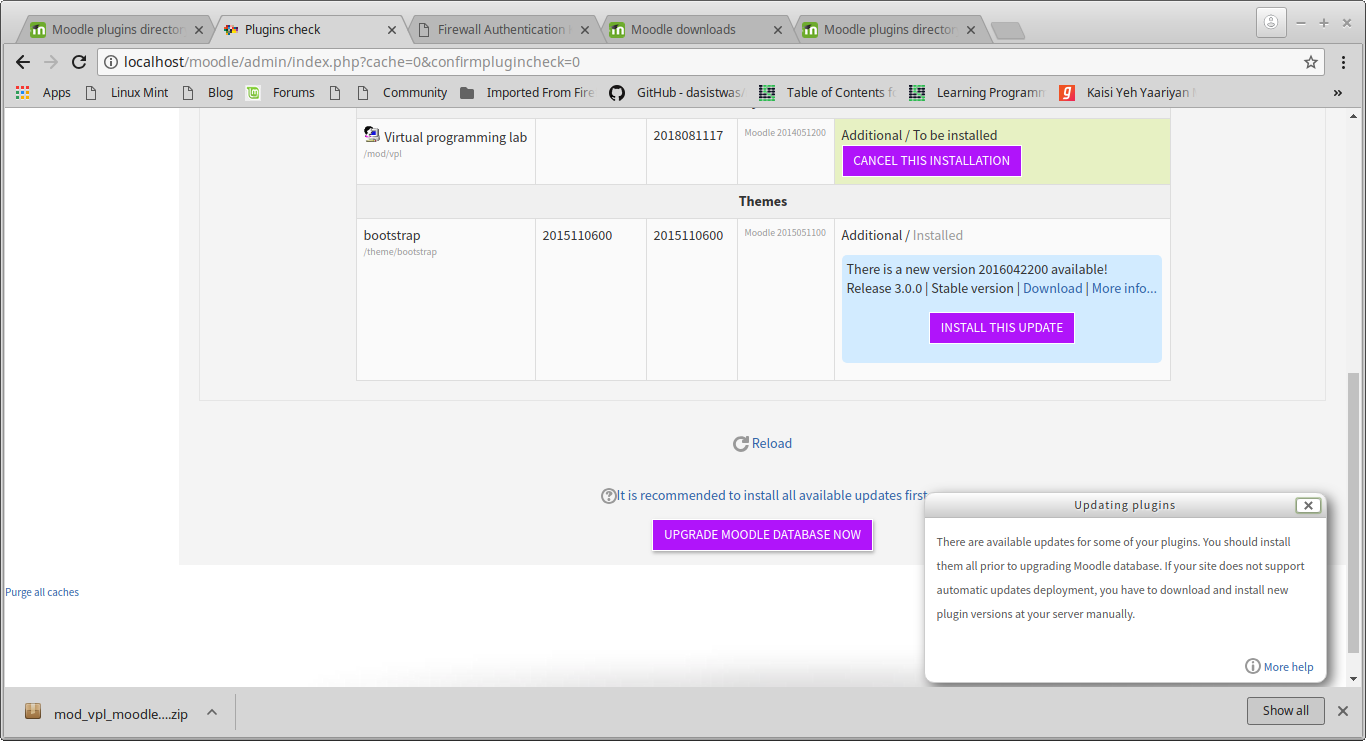 Moodle plugins director
Plugins check
Firewall Authentication
Moodle downloads
Moodle plugins director
localhost/moodle/admin/index.php?cache=0&confirmplugincheck=0
Apps
Linux Mint
Blog
Forums
Community
Imported From Fire
GitHub - dasistwas/
Table of Contents fo
Learning Programm
Kaisi Yeh Yaariyan
»
Virtual programming lab
/mod/vpl
2018081117
Moodle 2014051200
Additional / To be installed
CANCEL THIS INSTALLATION
Themes
bootstrap
/theme/bootstrap
2015110600
2015110600
Moodle 2015051100
Additional / Installed
There is a new version 2016042200 available!
Release 3.0.0 | Stable version | Download | More info...
INSTALL THIS UPDATE
Reload
It is recommended to install all available updates first
UPGRADE MOODLE DATABASE NOW
Updating plugins
There are available updates for some of your plugins. You should install
them all prior to upgrading Moodle database. If your site does not support
automatic updates deployment, you have to download and install new
plugin versions at your server manually.
More help
Purge all caches
mod_vpl_moodle....zip
Show all